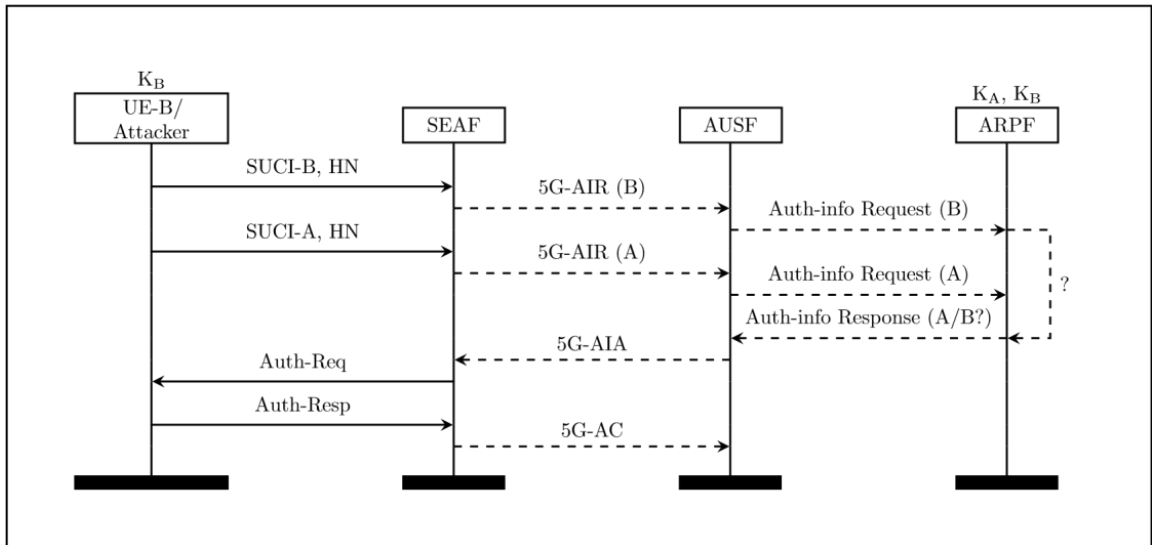 K_B
UE-B/
Attacker
SEAF
AUSF
K_A, K_B
ARPF
SUCI-B, HN
5G-AIR (B)
Auth-info Request (B)
SUCI-A, HN
5G-AIR (A)
Auth-info Request (A)
?
Auth-info Response (A/B?)
5G-AIA
Auth-Req
Auth-Resp
5G-AC